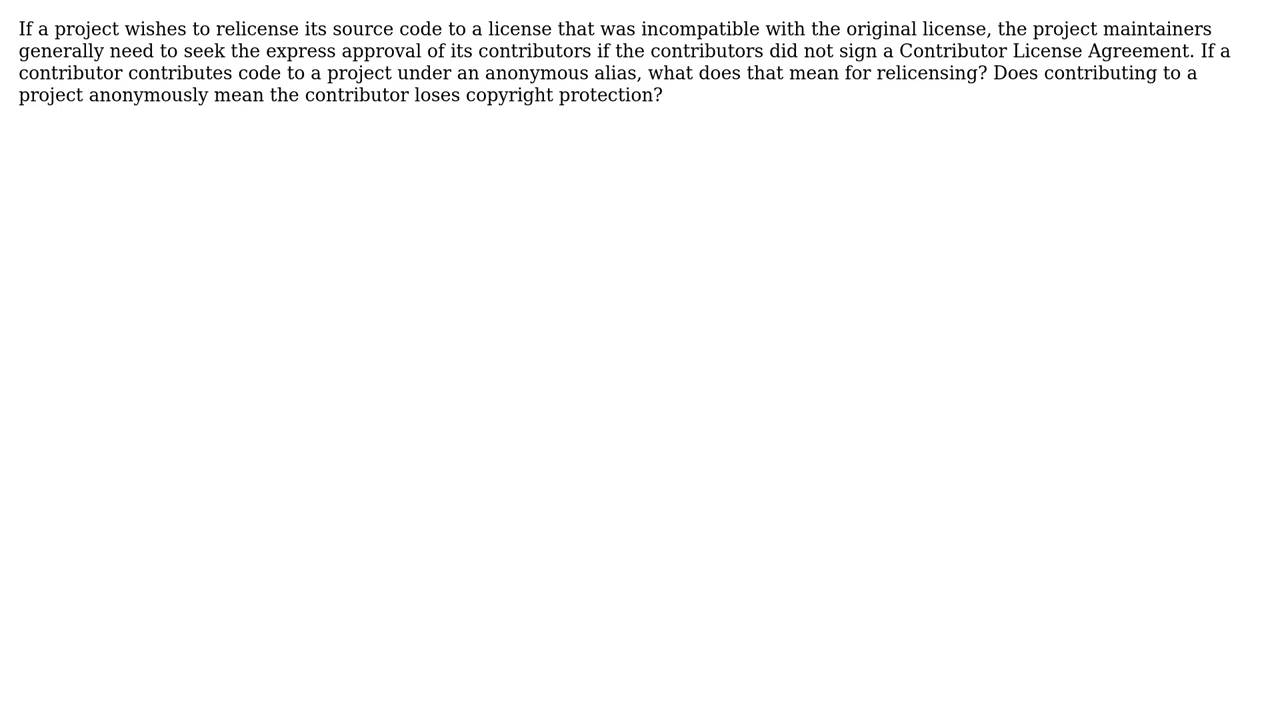 If a project wishes to relicense its source code to a license that was incompatible with the original license, the project maintainers
generally need to seek the express approval of its contributors if the contributors did not sign a Contributor License Agreement. If a
contributor contributes code to a project under an anonymous alias, what does that mean for relicensing? Does contributing to a
project anonymously mean the contributor loses copyright protection?